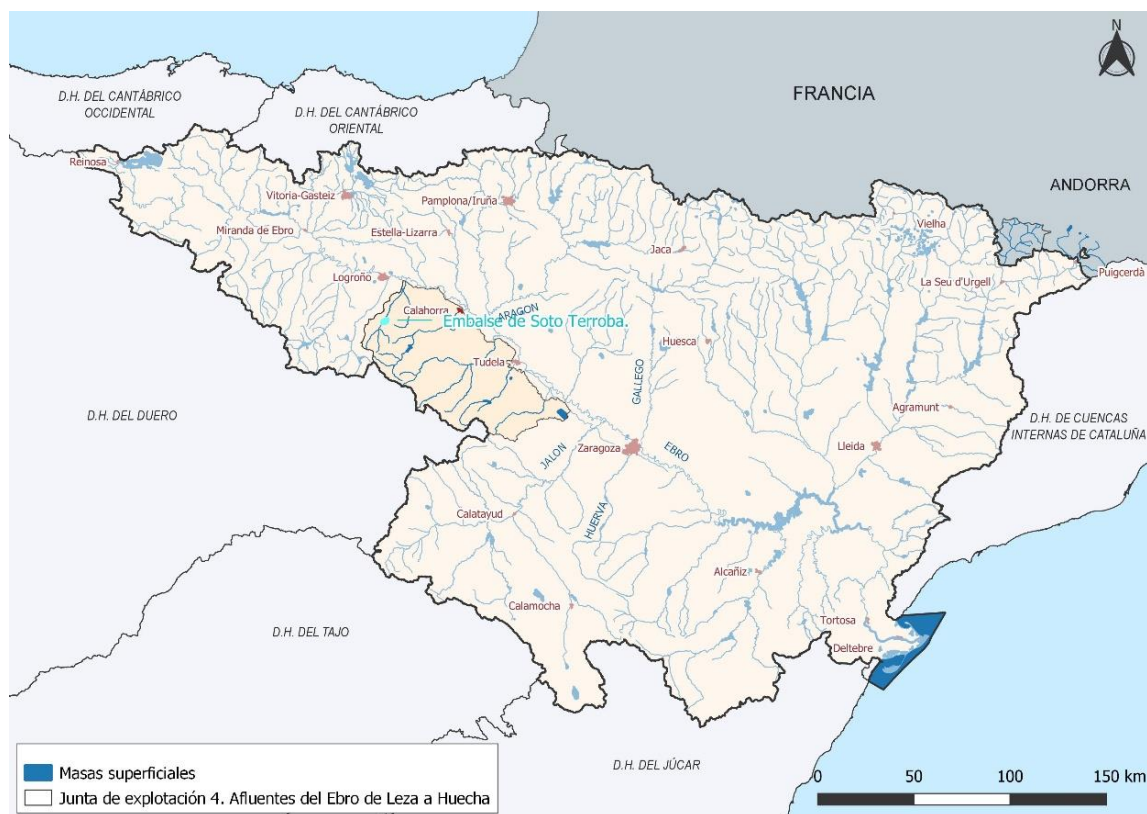 N
FRANCIA
D.H. DEL CANTÁBRICO
OCCIDENTAL
D.H. DEL CANTÁBRICO
ORIENTAL
Reinosa
ANDORRA
Vitoria-Gasteiz
Pamplona/Iruña
Vielha
Miranda de Ebro
Estella-Lizarra
Jaca
Puigcerdà
La Seu d'Urgell
Logroño
Calahorra
ARAGON
Embalse de Soto Terroba.
Huesca
Tudela
GALLEGO
D.H. DEL DUERO
Agramunt
D.H. DE CUENCAS
INTERNAS DE CATALUÑA
JALON
Zaragoza
EBRO
Lleida
Calatayud
HUERVA
Alcañiz
Calamocha
Tortosa
D.H. DEL TAJO
Deltebre
D.H. DEL JÚCAR
Masas superficiales
Junta de explotación 4. Afluentes del Ebro de Leza a Huecha
0 50 100 150 km